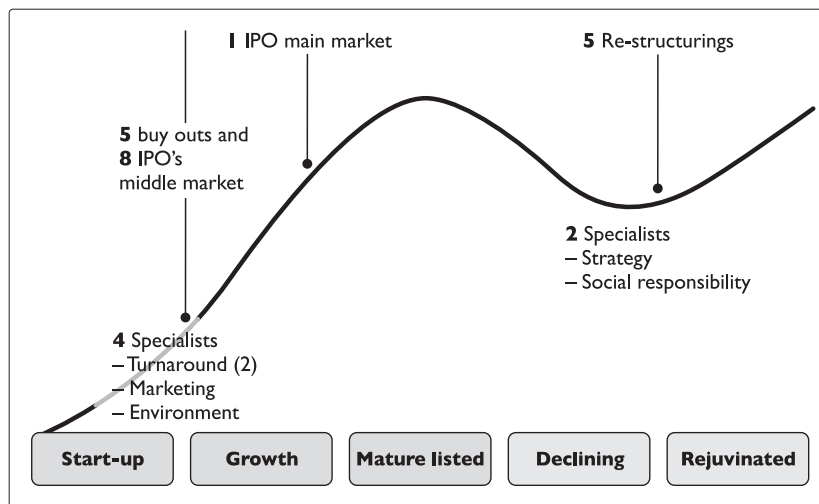 1 IPO main market
5 Re-structurings
5 buy outs and
8 IPO's
middle market
2 Specialists
– Strategy
– Social responsibility
4 Specialists
– Turnaround (2)
– Marketing
– Environment
Start-up
Growth
Mature listed
Declining
Rejuvinated